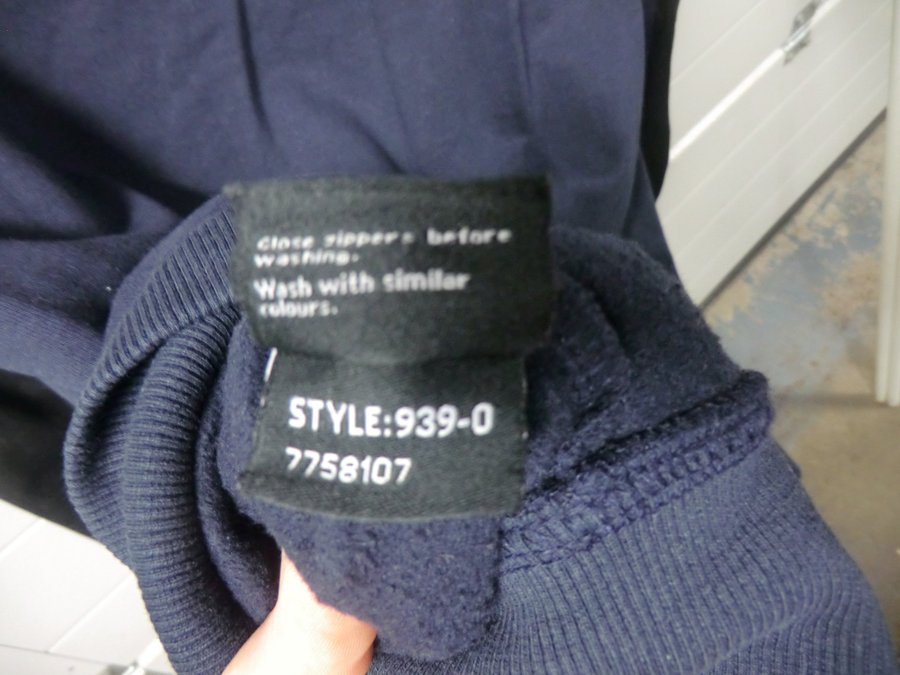 Close zippers before
washing.
Wash with similar
colours.
STYLE:939-0
7758107